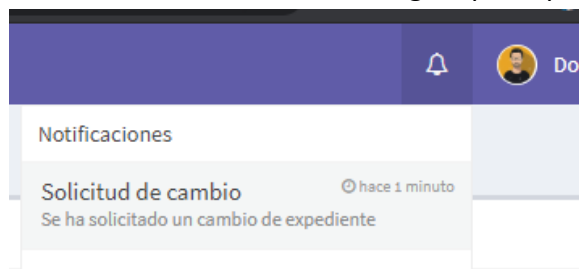 Do
Notificaciones
Solicitud de cambio
hace 1 minuto
Se ha solicitado un cambio de expediente